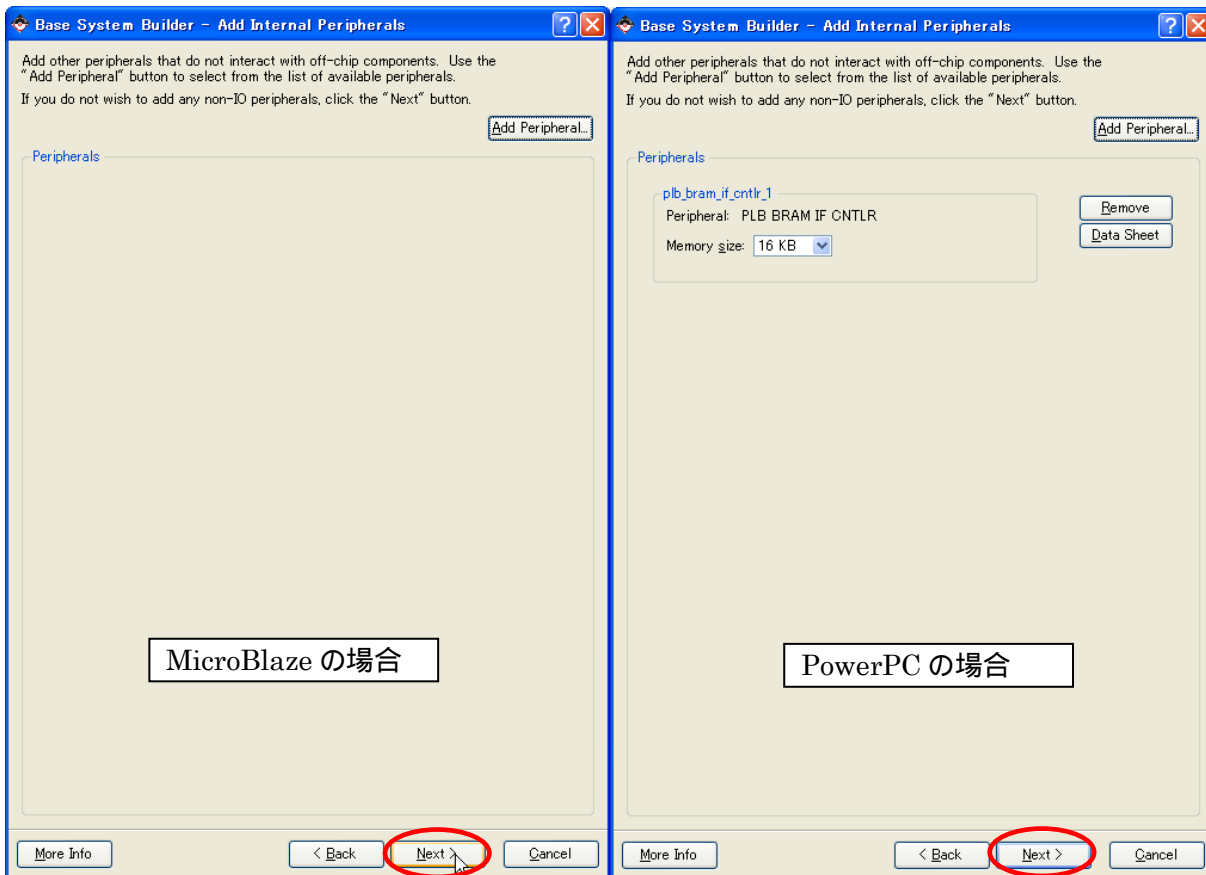 Base System Builder - Add Internal Peripherals
Add other peripherals that do not interact with off-chip components. Use the
"Add Peripheral" button to select from the list of available peripherals.
If you do not wish to add any non-IO peripherals, click the "Next" button.
Add Peripheral...
Peripherals
MicroBlaze の場合
More Info
< Back
Next >
Cancel
Base System Builder - Add Internal Peripherals
Add other peripherals that do not interact with off-chip components. Use the
"Add Peripheral" button to select from the list of available peripherals.
If you do not wish to add any non-IO peripherals, click the "Next" button.
Add Peripheral...
Peripherals
plb_bram_if_cntlr_1
Peripheral: PLB BRAM IF CNTLR
Remove
Memory size: 16 KB
Data Sheet
PowerPC の場合
More Info
< Back
Next >
Cancel